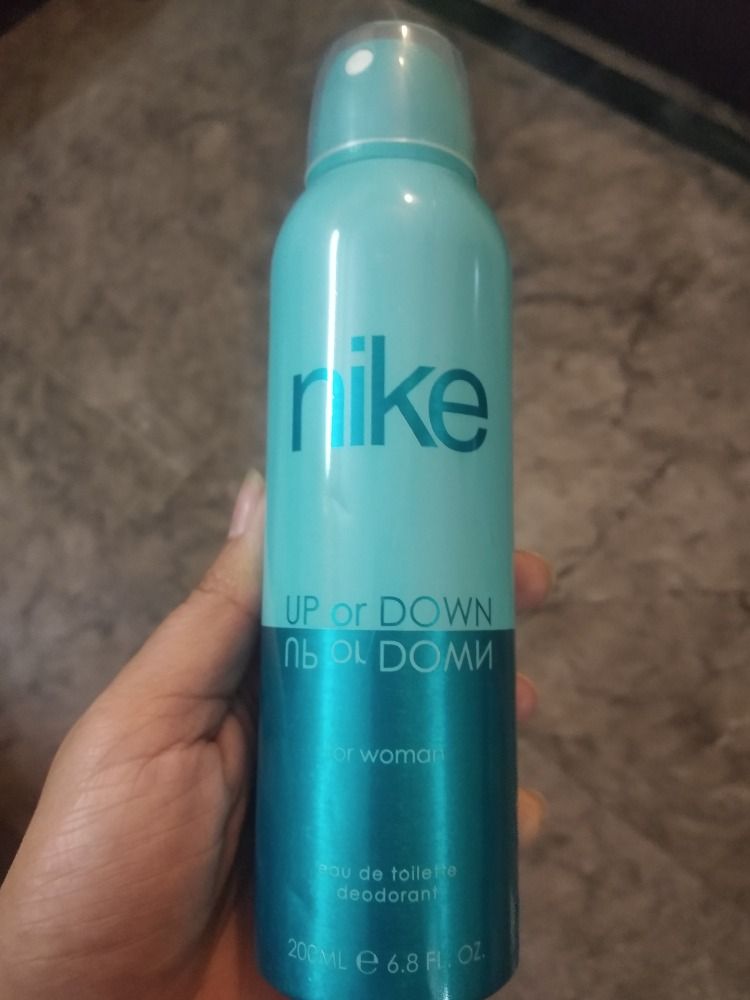 nike
UP or DOWN
UP or DOWN
for woman
eau de toilette
deodorant
200ML e 6.8 FL. OZ.